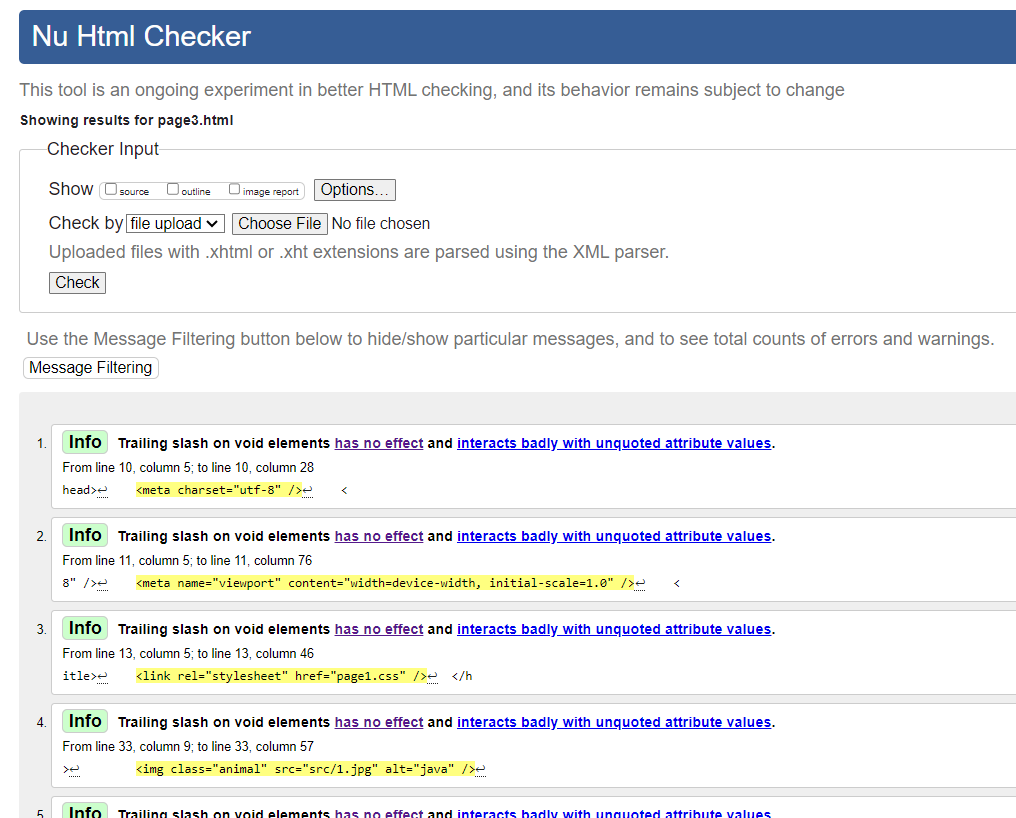 Nu Html Checker
This tool is an ongoing experiment in better HTML checking, and its behavior remains subject to change
Showing results for page3.html
Checker Input
Show source outline image report Options...
Check by file upload Choose File No file chosen
Uploaded files with .xhtml or .xht extensions are parsed using the XML parser.
Check
Use the Message Filtering button below to hide/show particular messages, and to see total counts of errors and warnings.
Message Filtering
1. Info Trailing slash on void elements has no effect and interacts badly with unquoted attribute values.
From line 10, column 5; to line 10, column 28
head>↩ <meta charset="utf-8" />↩ <
2. Info Trailing slash on void elements has no effect and interacts badly with unquoted attribute values.
From line 11, column 5; to line 11, column 76
8" />↩ <meta name="viewport" content="width=device-width, initial-scale=1.0" />↩ <
3. Info Trailing slash on void elements has no effect and interacts badly with unquoted attribute values.
From line 13, column 5; to line 13, column 46
itle>↩ <link rel="stylesheet" href="page1.css" />↩ </h
4. Info Trailing slash on void elements has no effect and interacts badly with unquoted attribute values.
From line 33, column 9; to line 33, column 57
>↩ <img class="animal" src="src/1.jpg" alt="java" />↩
5. Info Trailing slash on void elements has no effect and interacts badly with unquoted attribute values.